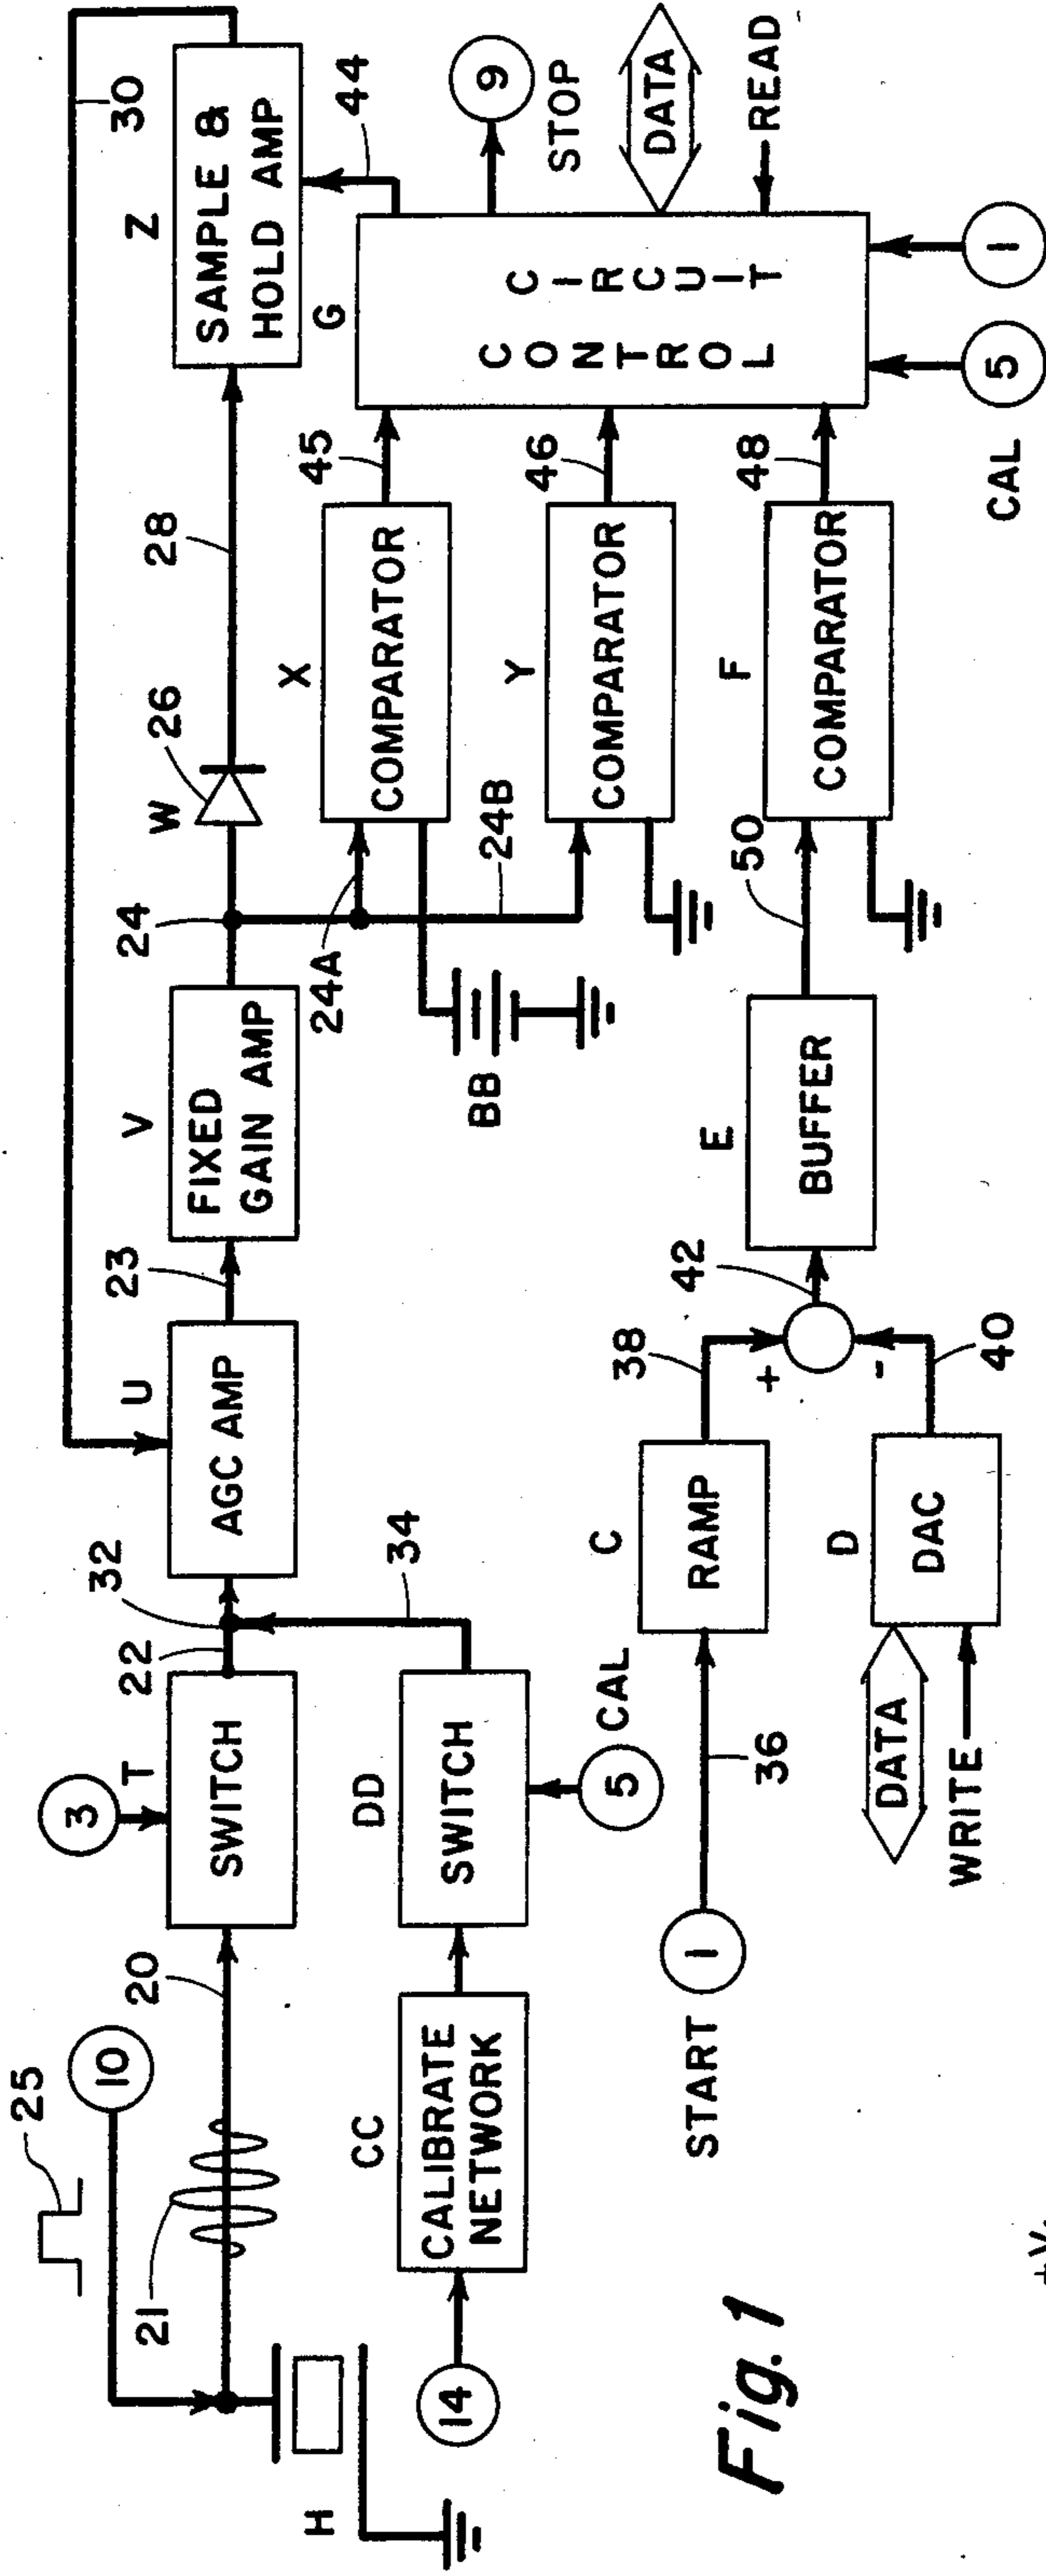 25
10
3
30
21
20
T
22
32
U
23
V
24
W
26
28
Z
SWITCH
AGC AMP
FIXED
GAIN AMP
SAMPLE &
HOLD AMP
44
H
CC
DD
34
24A
X
45
G
9
STOP
14
CALIBRATE
NETWORK
SWITCH
BB
COMPARATOR
24B
Y
46
CONTROL
CIRCUIT
DATA
5
CAL
COMPARATOR
READ
START
1
36
C
RAMP
38
+
42
E
BUFFER
50
F
COMPARATOR
48
5
CAL
1
-
D
DAC
40
DATA
WRITE
Fig. 1